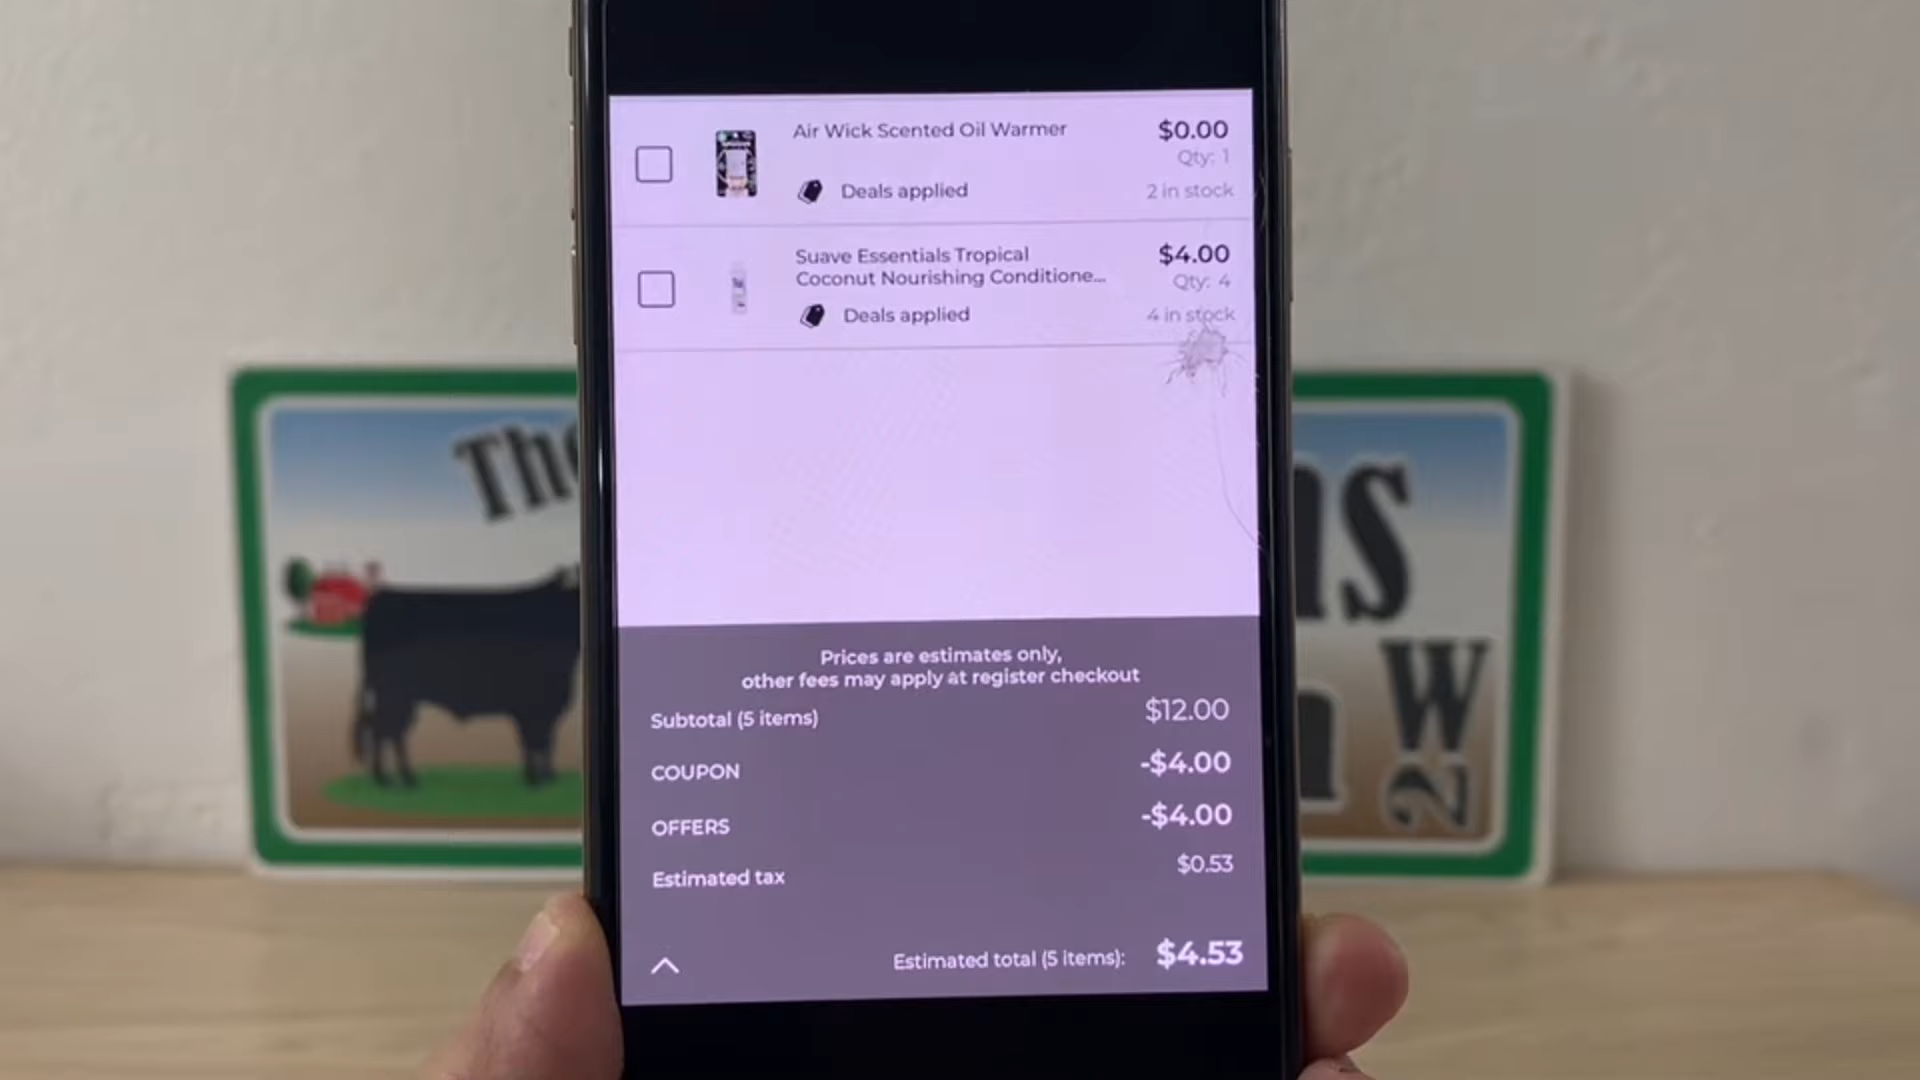 Air Wick Scented Oil Warmer
$0.00
Qty: 1
Deals applied
2 in stock
Suave Essentials Tropical
$4.00
Coconut Nourishing Conditione...
Qty: 4
Deals applied
4 in stock
Prices are estimates only,
other fees may apply at register checkout
Subtotal (5 items)
$12.00
COUPON
-$4.00
OFFERS
-$4.00
Estimated tax
$0.53
Estimated total (5 items):
$4.53